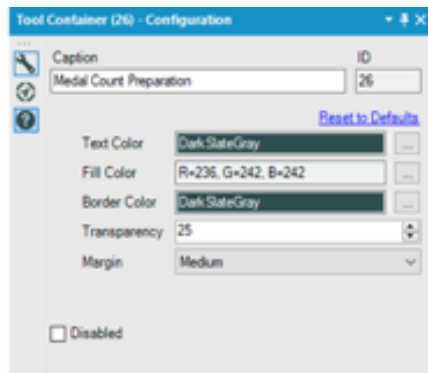 Tool Container (26) - Configuration
Caption ID
Medal Count Preparation 26
Reset to Defaults
Text Color DarkSlateGray ...
Fill Color R=236, G=242, B=242 ...
Border Color DarkSlateGray ...
Transparency 25
Margin Medium
Disabled